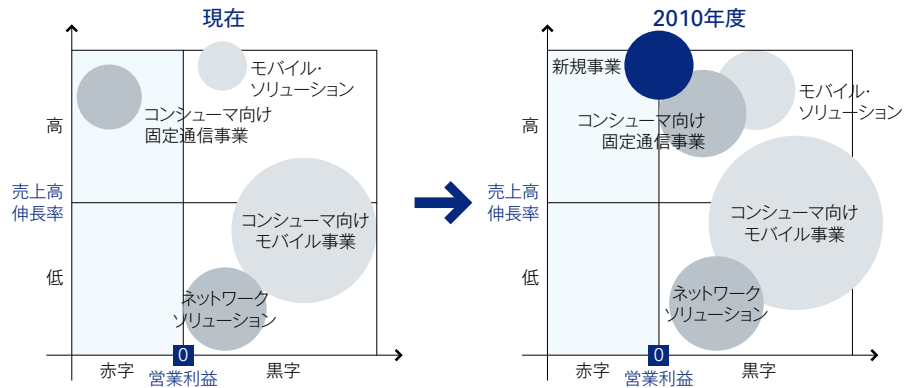 現在
モバイル・
ソリューション
コンシューマ向け
固定通信事業
高
売上高
伸長率
コンシューマ向け
モバイル事業
低
ネットワーク
ソリューション
0
赤字
黒字
営業利益
2010年度
新規事業
モバイル・
ソリューション
コンシューマ向け
固定通信事業
高
売上高
伸長率
コンシューマ向け
モバイル事業
低
ネットワーク
ソリューション
0
赤字
黒字
営業利益